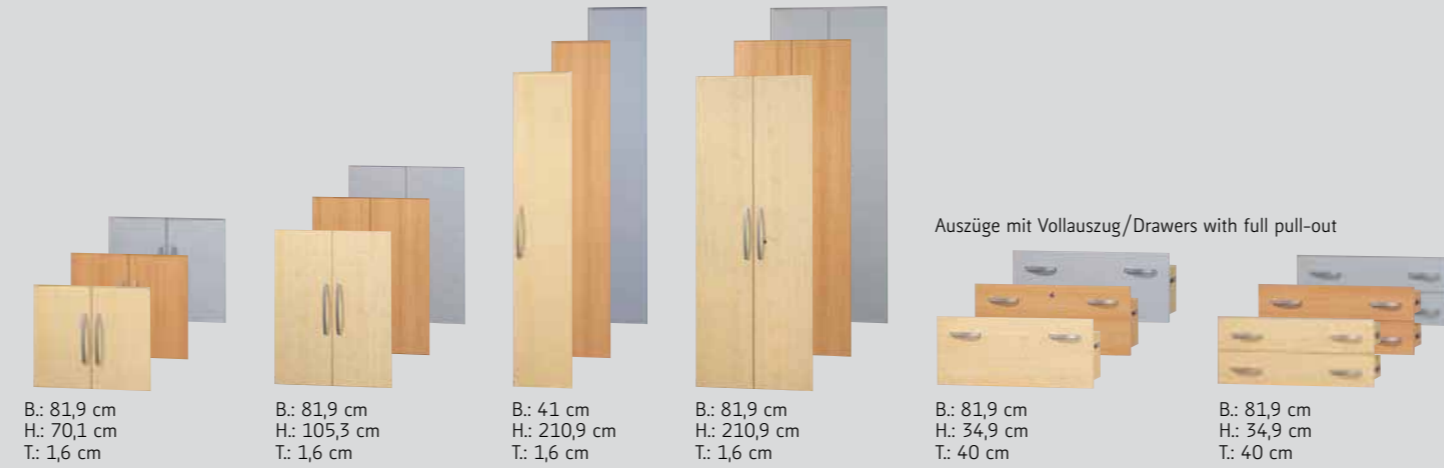 Auszüge mit Vollauszug/Drawers with full pull-out
B.: 81,9 cm
H.: 70,1 cm
T.: 1,6 cm
B.: 81,9 cm
H.: 105,3 cm
T.: 1,6 cm
B.: 41 cm
H.: 210,9 cm
T.: 1,6 cm
B.: 81,9 cm
H.: 210,9 cm
T.: 1,6 cm
B.: 81,9 cm
H.: 34,9 cm
T.: 40 cm
B.: 81,9 cm
H.: 34,9 cm
T.: 40 cm